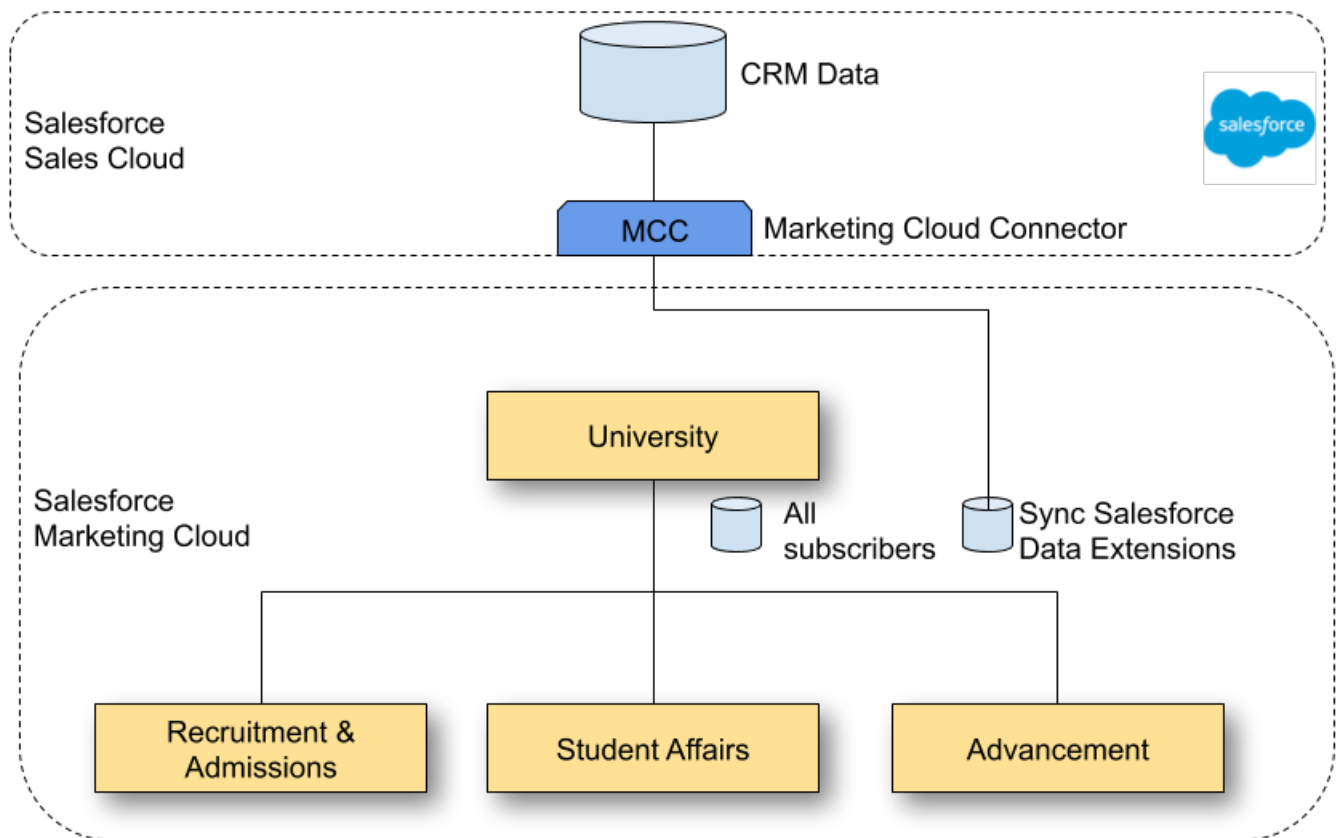 CRM Data
Salesforce
Sales Cloud
salesforce
MCC
Marketing Cloud Connector
University
Salesforce
Marketing Cloud
All
subscribers
Sync Salesforce
Data Extensions
Recruitment &
Admissions
Student Affairs
Advancement